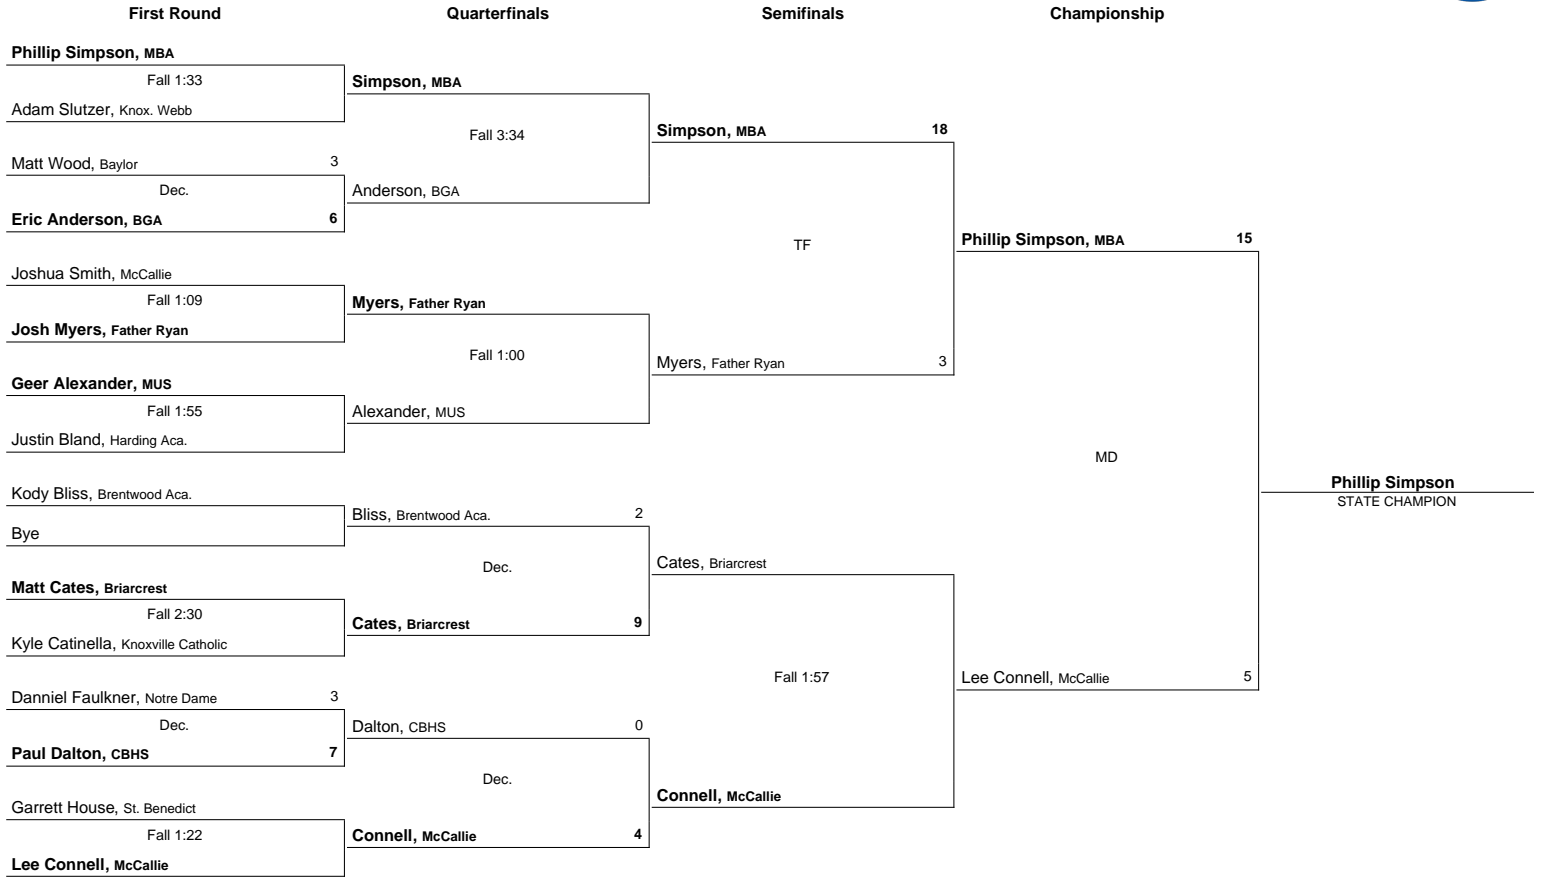 First Round
Quarterfinals
Semifinals
Championship
Phillip Simpson, MBA
Fall 1:33
Adam Slutzer, Knox. Webb
Matt Wood, Baylor 3
Dec.
Eric Anderson, BGA 6
Joshua Smith, McCallie
Fall 1:09
Josh Myers, Father Ryan
Geer Alexander, MUS
Fall 1:55
Justin Bland, Harding Aca.
Kody Bliss, Brentwood Aca.
Bye
Matt Cates, Briarcrest
Fall 2:30
Kyle Catinella, Knoxville Catholic
Danniel Faulkner, Notre Dame 3
Dec.
Paul Dalton, CBHS 7
Garrett House, St. Benedict
Fall 1:22
Lee Connell, McCallie
Simpson, MBA
Fall 3:34
Anderson, BGA
Myers, Father Ryan
Fall 1:00
Alexander, MUS
Bliss, Brentwood Aca. 2
Dec.
Cates, Briarcrest 9
Dalton, CBHS 0
Dec.
Connell, McCallie 4
Simpson, MBA 18
TF
Myers, Father Ryan 3
Cates, Briarcrest
Fall 1:57
Connell, McCallie
Phillip Simpson, MBA 15
MD
Lee Connell, McCallie 5
Phillip Simpson
STATE CHAMPION